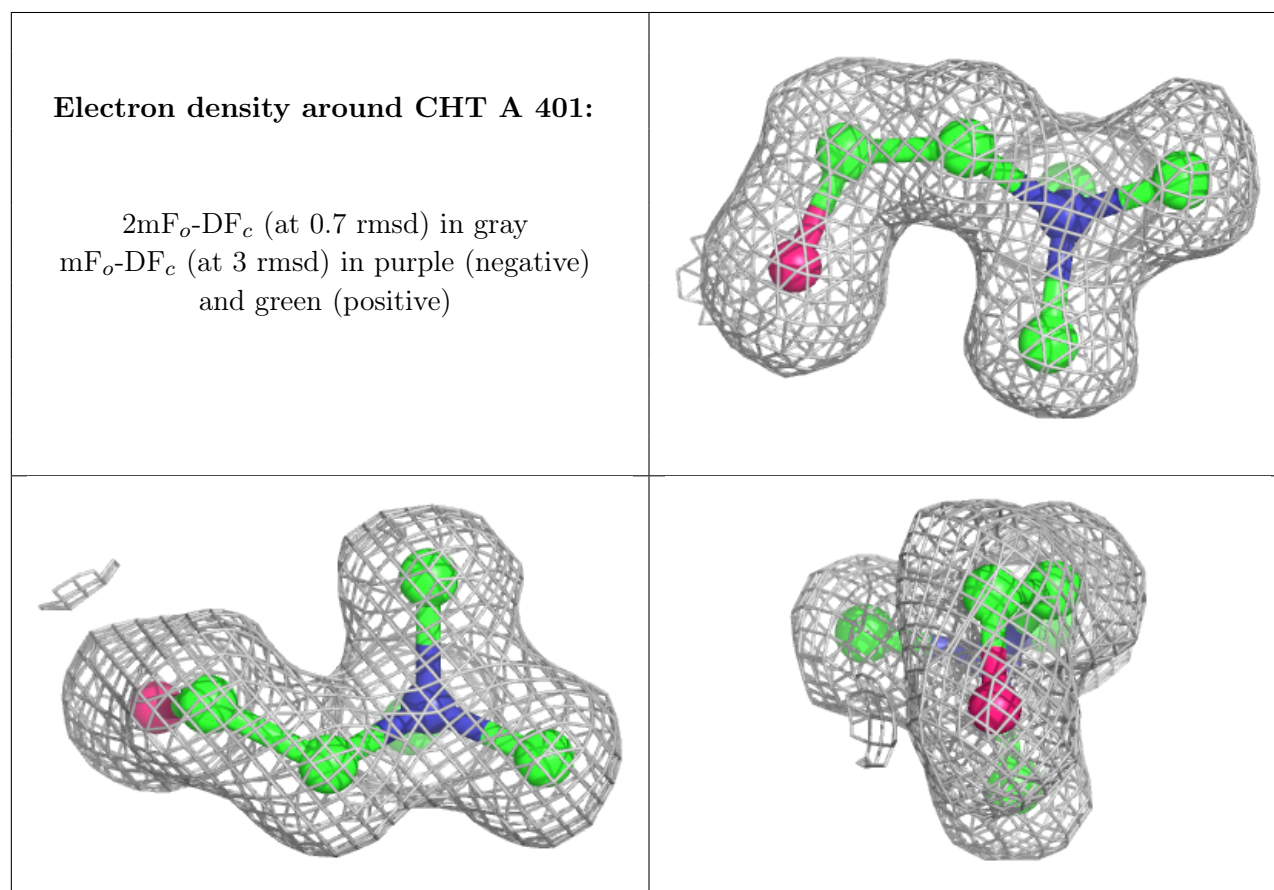 Electron density around CHT A 401:
2mFo-DFc (at 0.7 rmsd) in gray
mFo-DFc (at 3 rmsd) in purple (negative)
and green (positive)